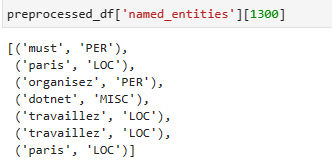 preprocessed_df['named_entities'][1300]
[('must', 'PER'),
('paris', 'LOC'),
('organisez', 'PER'),
('dotnet', 'MISC'),
('travaillez', 'LOC'),
('travaillez', 'LOC'),
('paris', 'LOC')]